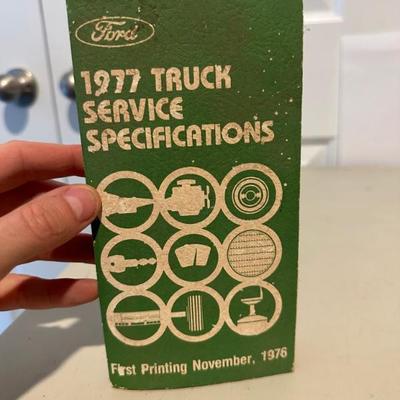 Ford
1977 TRUCK
SERVICE
SPECIFICATIONS
First Printing November, 1976